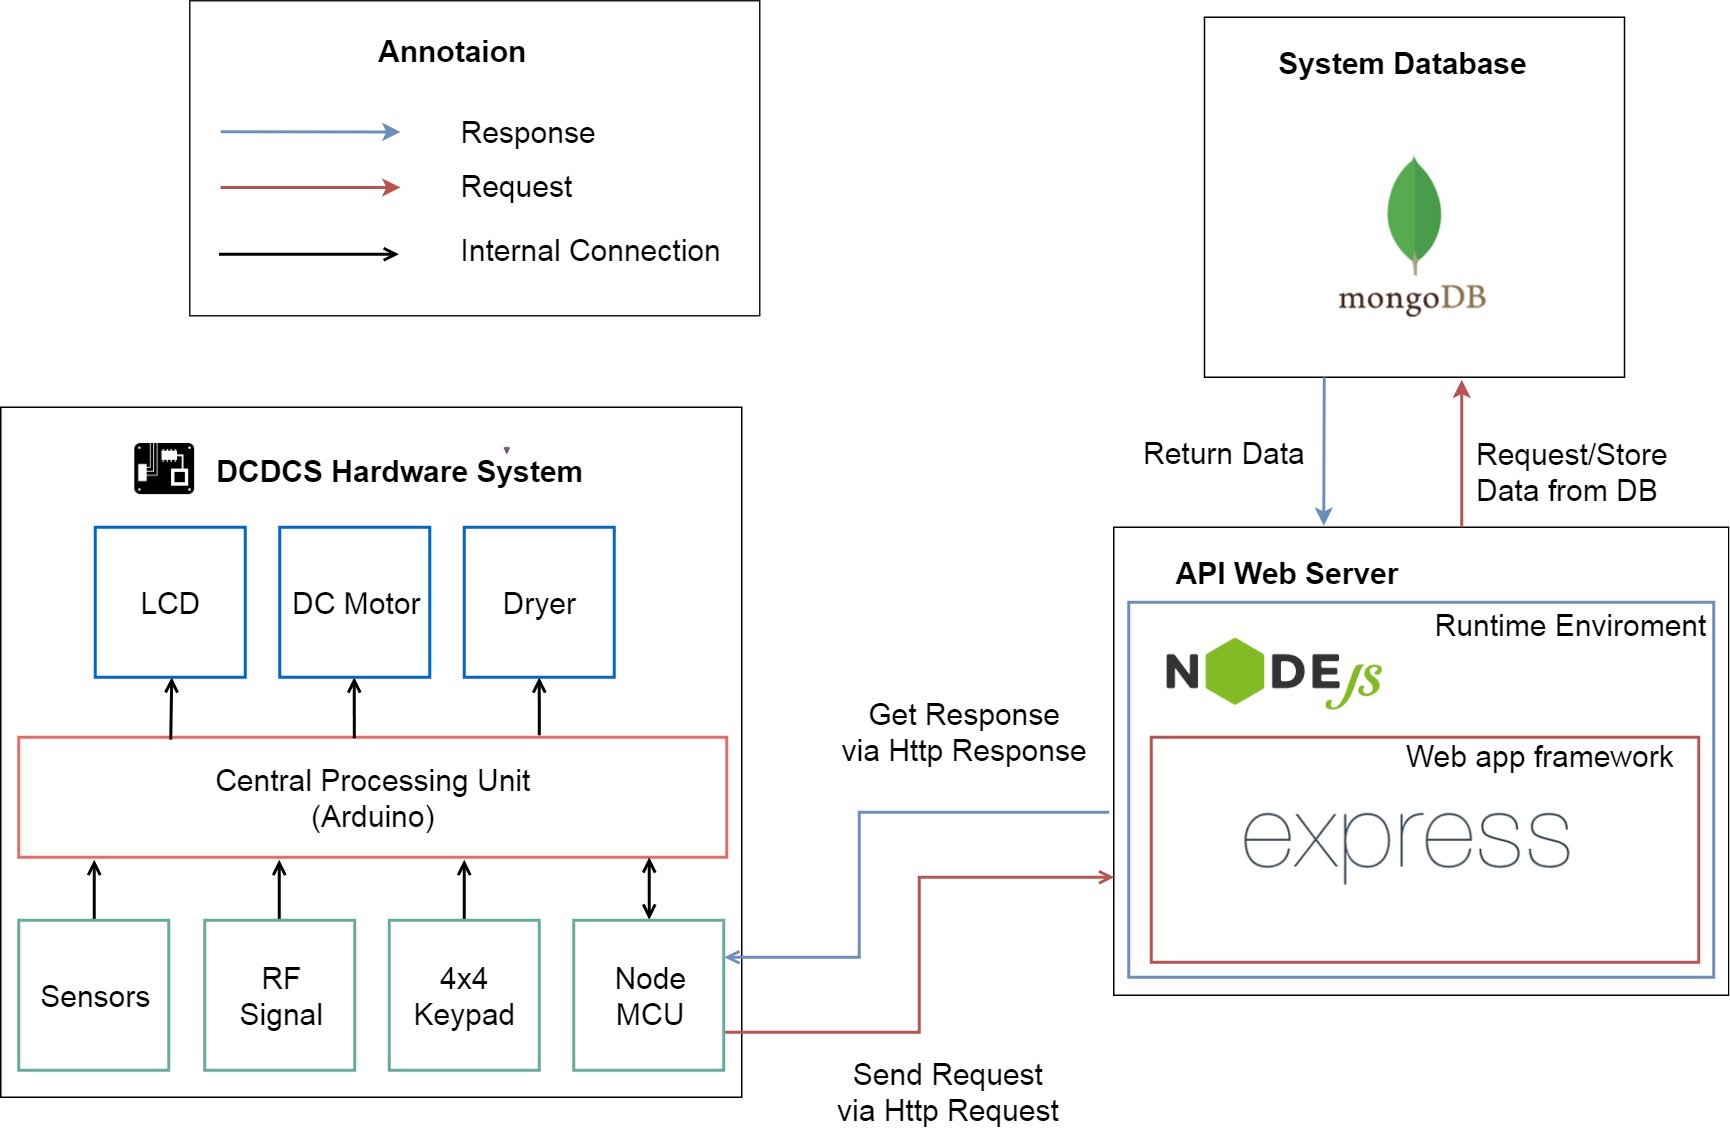 Annotaion
Response
Request
Internal Connection
System Database
mongoDB
Return Data
Request/Store
Data from DB
DCDCS Hardware System
LCD
DC Motor
Dryer
Central Processing Unit
(Arduino)
Sensors
RF
Signal
4x4
Keypad
Node
MCU
Get Response
via Http Response
Send Request
via Http Request
API Web Server
Runtime Enviroment
NODE JS
Web app framework
express